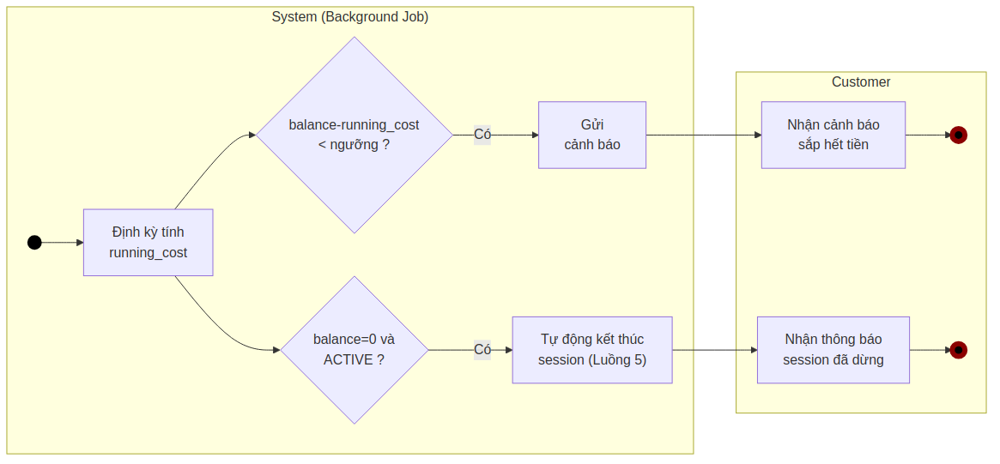 System (Background Job)
Customer
balance-running_cost
< ngưỡng ?
Có
Gửi
cảnh báo
Nhận cảnh báo
sắp hết tiền
Định kỳ tính
running_cost
balance=0 và
ACTIVE ?
Có
Tự động kết thúc
session (Luồng 5)
Nhận thông báo
session đã dừng